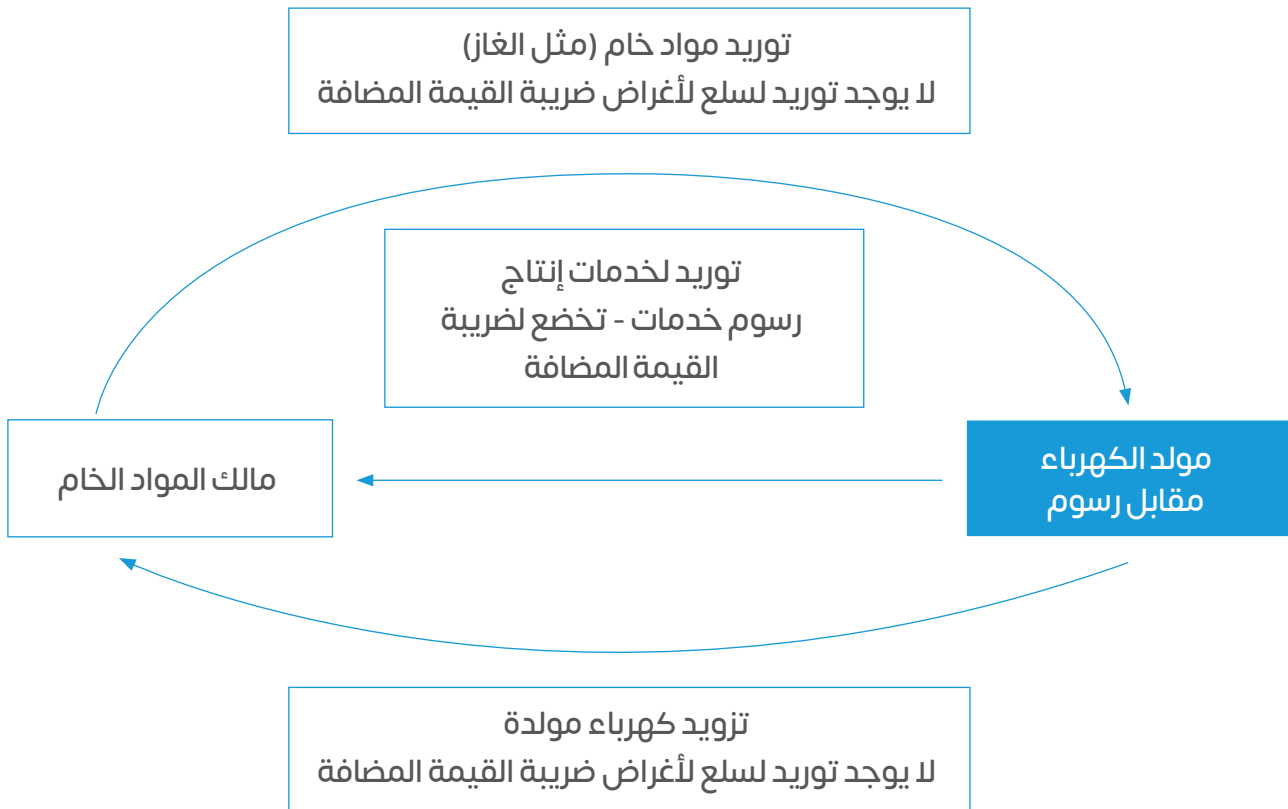 توريد مواد خام (مثل الغاز)
لا يوجد توريد لسلع لأغراض ضريبة القيمة المضافة
توريد لخدمات إنتاج
رسوم خدمات - تخضع لضريبة
القيمة المضافة
مولد الكهرباء
مقابل رسوم
مالك المواد الخام
تزويد كهرباء مولدة
لا يوجد توريد لسلع لأغراض ضريبة القيمة المضافة